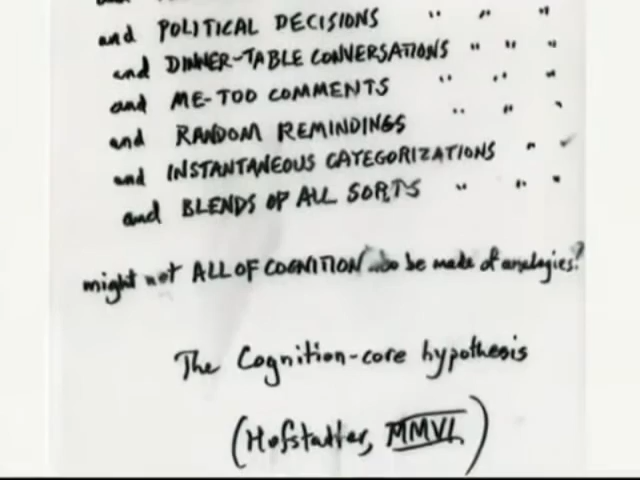 and POLITICAL DECISIONS " " "
and DINNER-TABLE CONVERSATIONS " " "
and ME-TOO COMMENTS " " "
and RANDOM REMINDINGS " " "
and INSTANTANEOUS CATEGORIZATIONS " "
and BLENDS OF ALL SORTS " " "
might not ALL OF COGNITION be made of analogies?
The Cognition-core hypothesis
(Hofstadter, MMVI)